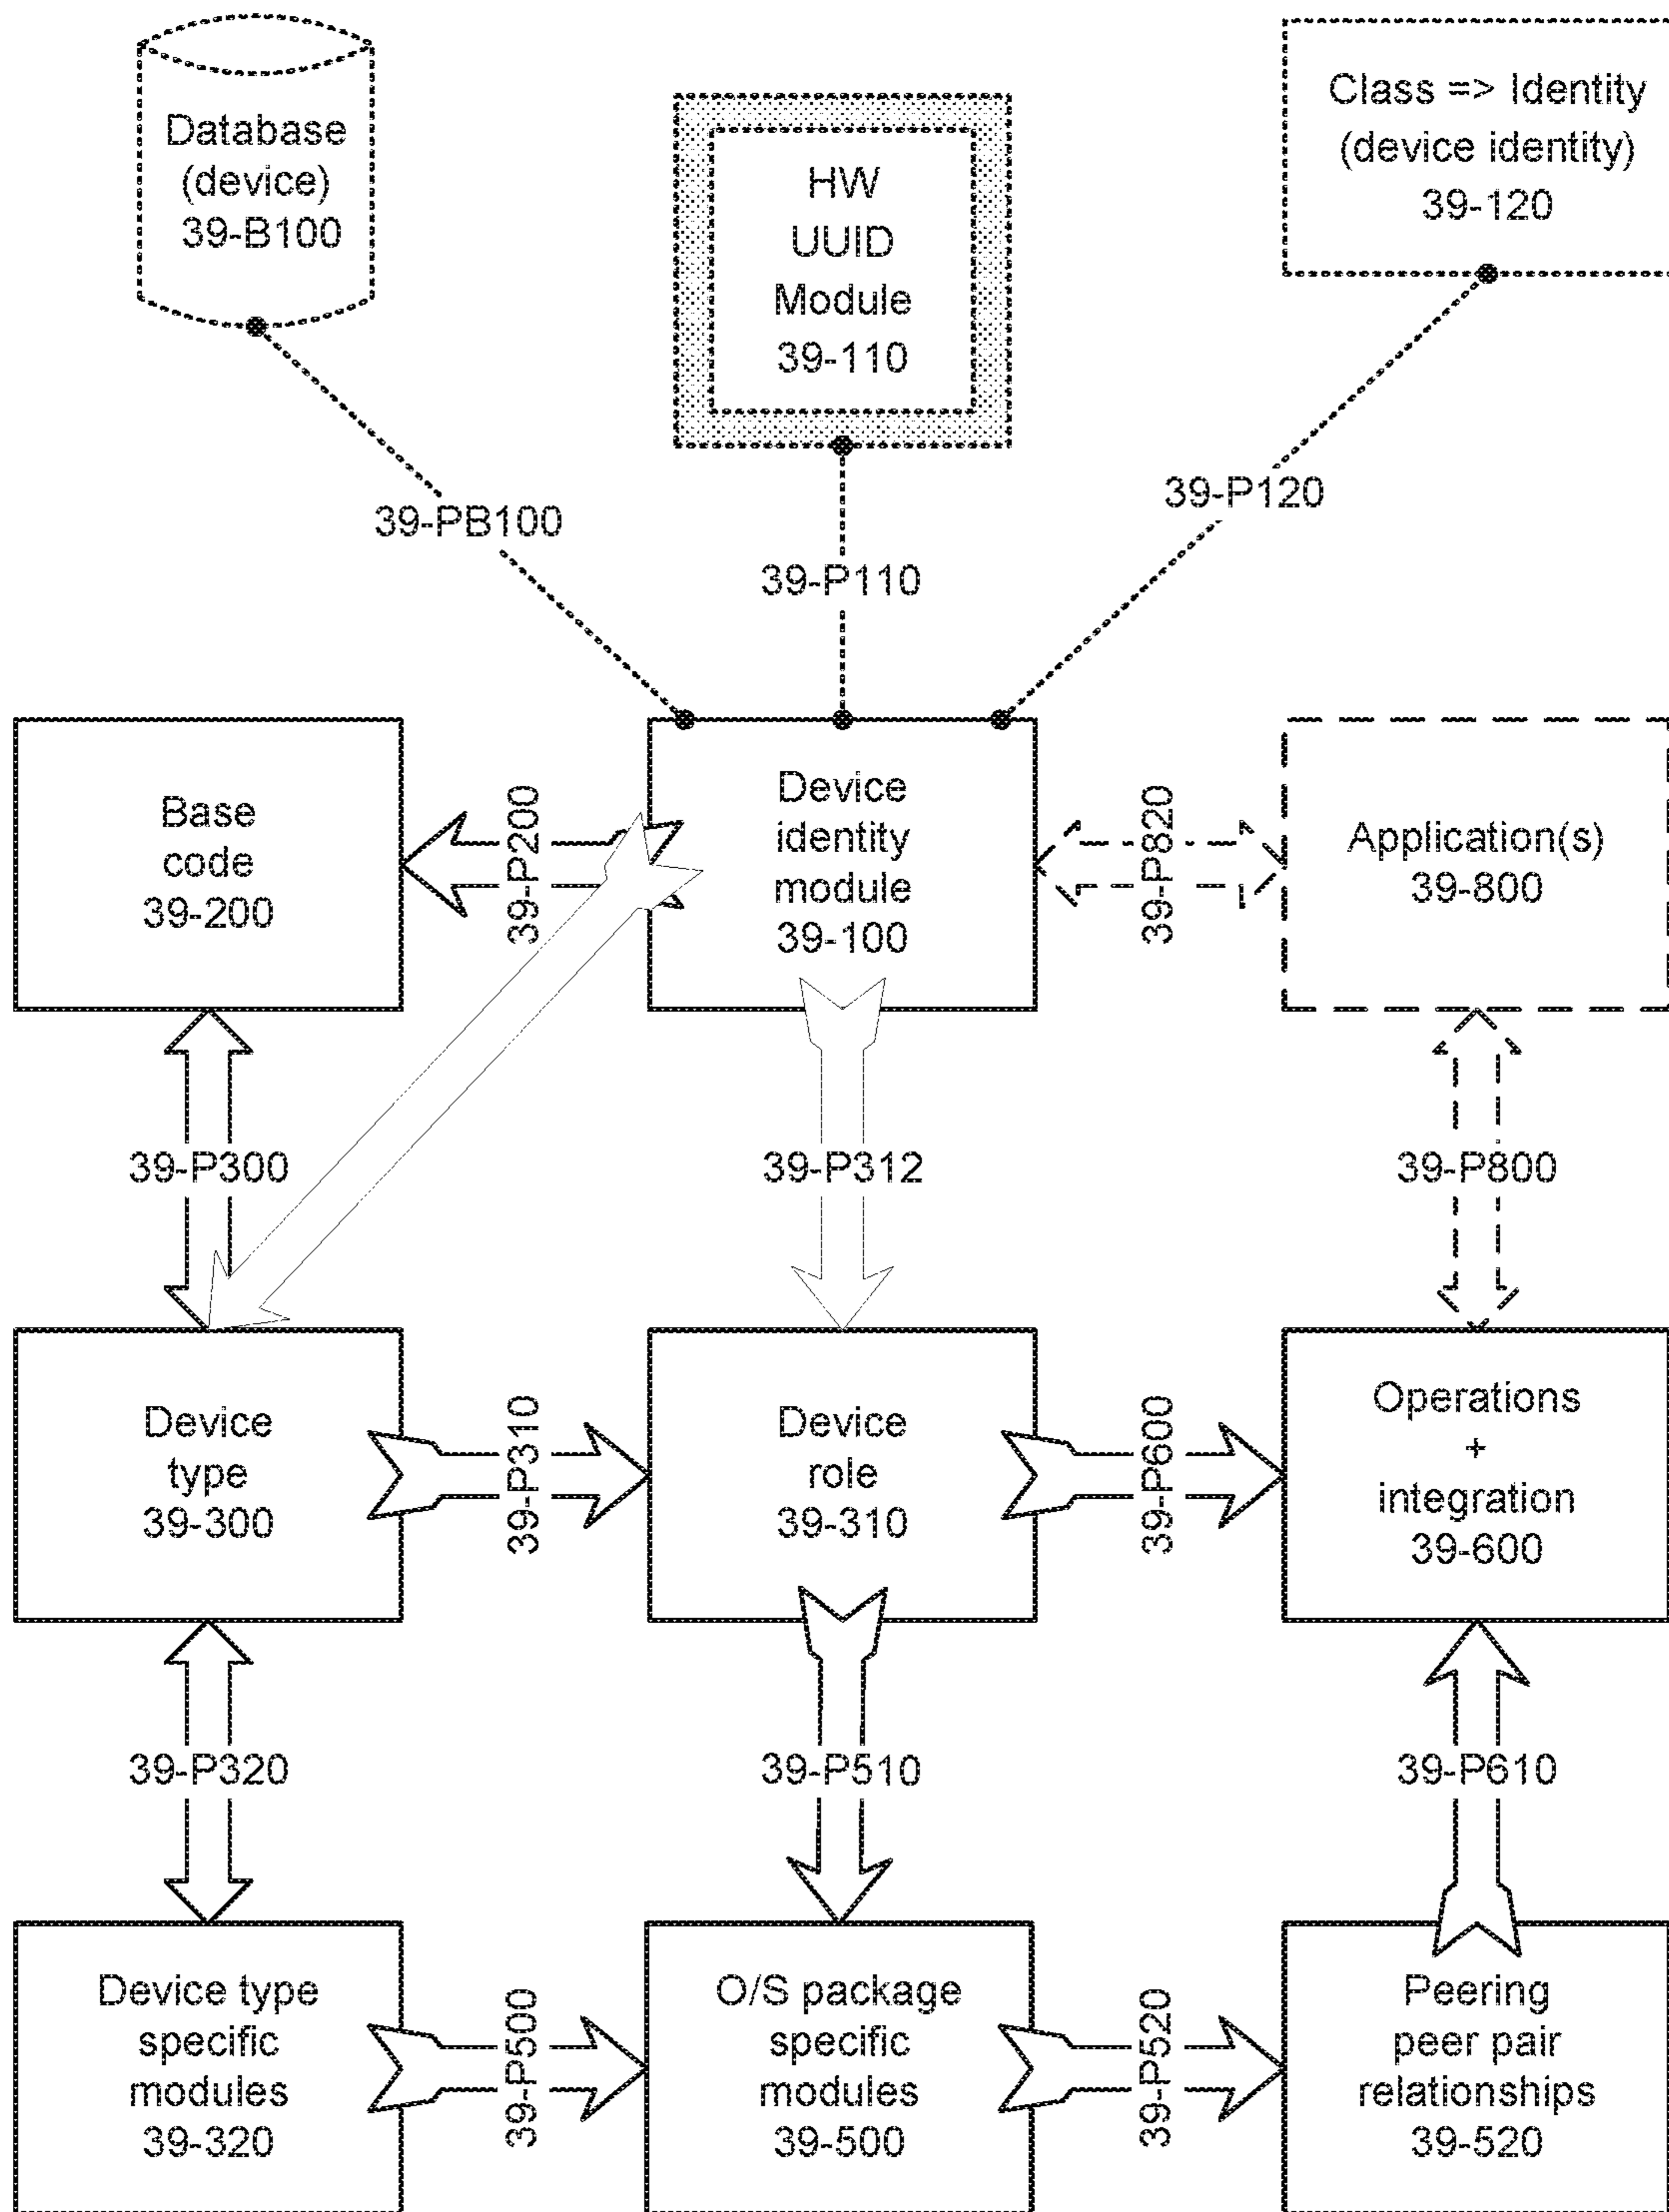 Database
(device)
39-B100
HW
UUID
Module
39-110
Class => Identity
(device identity)
39-120
39-PB100
39-P110
39-P120
Base
code
39-200
39-P200
Device
identity
module
39-100
39-P820
Application(s)
39-800
39-P300
39-P312
39-P800
Device
type
39-300
39-P310
Device
role
39-310
39-P600
Operations
+
integration
39-600
39-P320
39-P510
39-P610
Device type
specific
modules
39-320
39-P500
O/S package
specific
modules
39-500
39-P520
Peering
peer pair
relationships
39-520